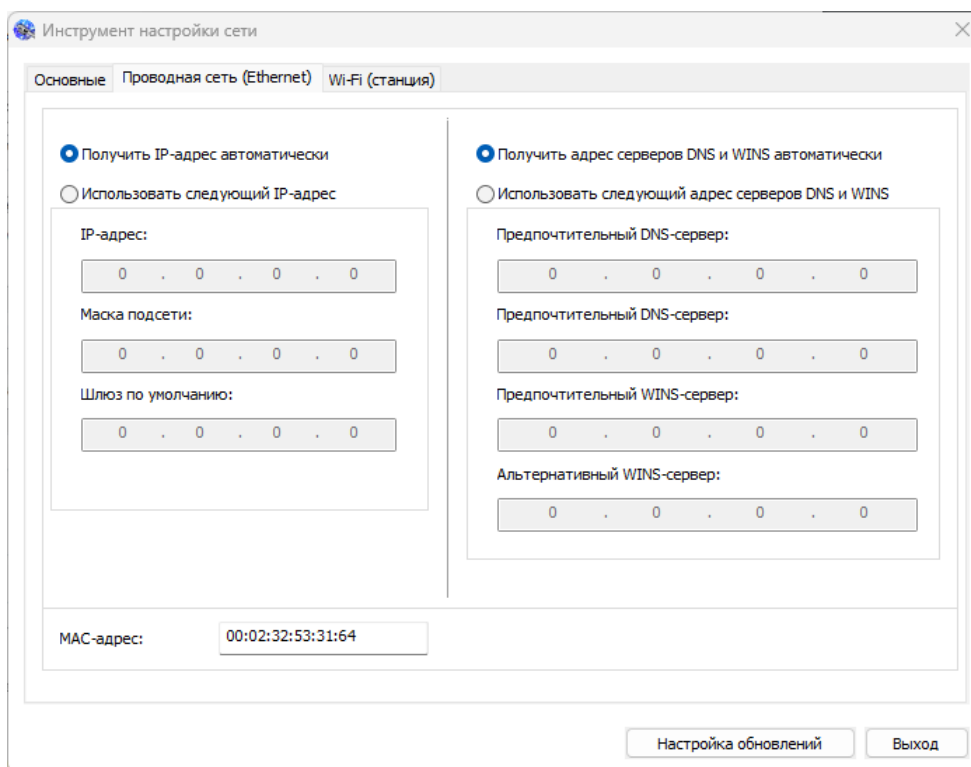 Инструмент настройки сети
Основные Проводная сеть (Ethernet) Wi-Fi (станция)
Получить IP-адрес автоматически
Использовать следующий IP-адрес
IP-адрес:
0 . 0 . 0 . 0
Маска подсети:
0 . 0 . 0 . 0
Шлюз по умолчанию:
0 . 0 . 0 . 0
Получить адрес серверов DNS и WINS автоматически
Использовать следующий адрес серверов DNS и WINS
Предпочтительный DNS-сервер:
0 . 0 . 0 . 0
Предпочтительный DNS-сервер:
0 . 0 . 0 . 0
Предпочтительный WINS-сервер:
0 . 0 . 0 . 0
Альтернативный WINS-сервер:
0 . 0 . 0 . 0
MAC-адрес: 00:02:32:53:31:64
Настройка обновлений Выход